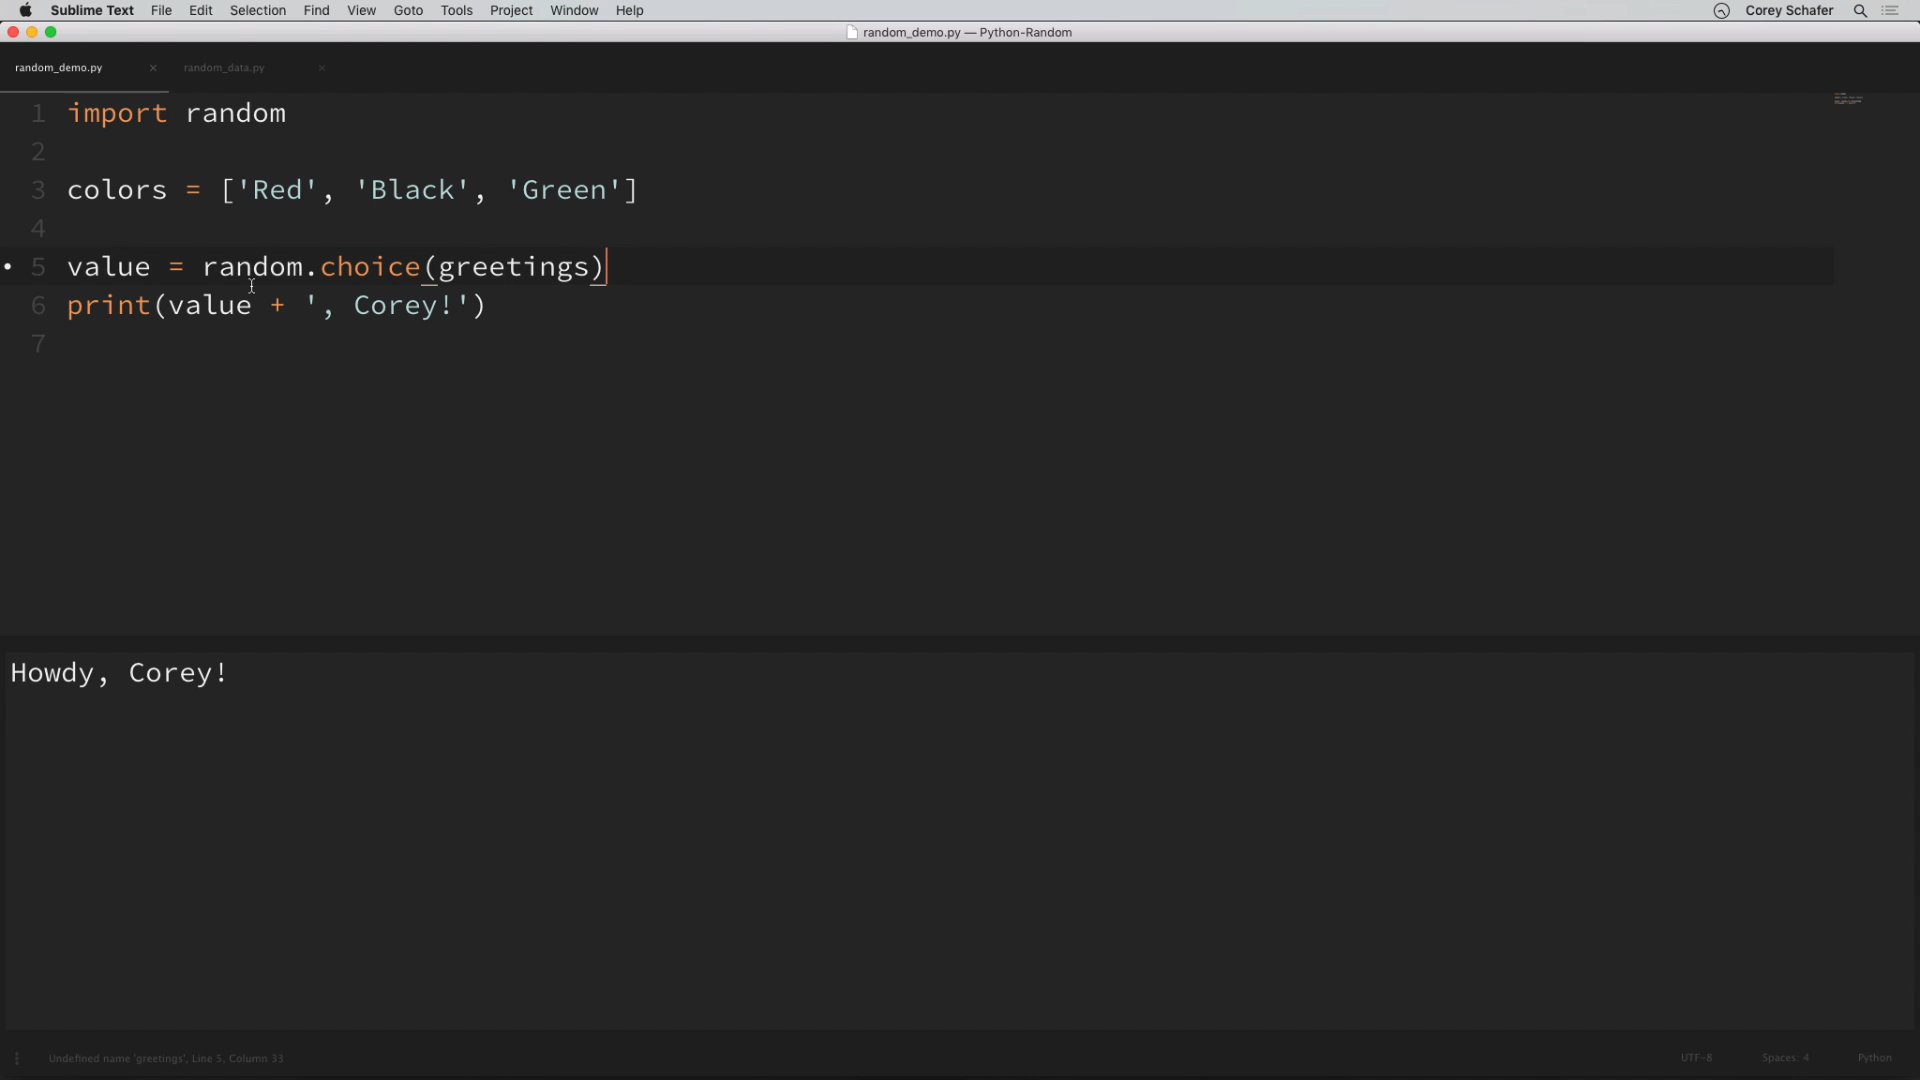 Sublime Text File Edit Selection Find View Goto Tools Project Window Help Corey Schafer
random_demo.py — Python-Random
random_demo.py × random_data.py ×
1 import random
2
3 colors = ['Red', 'Black', 'Green']
4
5 value = random.choice(greetings)
6 print(value + ', Corey!')
7
Howdy, Corey!
Undefined name 'greetings', Line 5, Column 33 UTF-8 Spaces: 4 Python